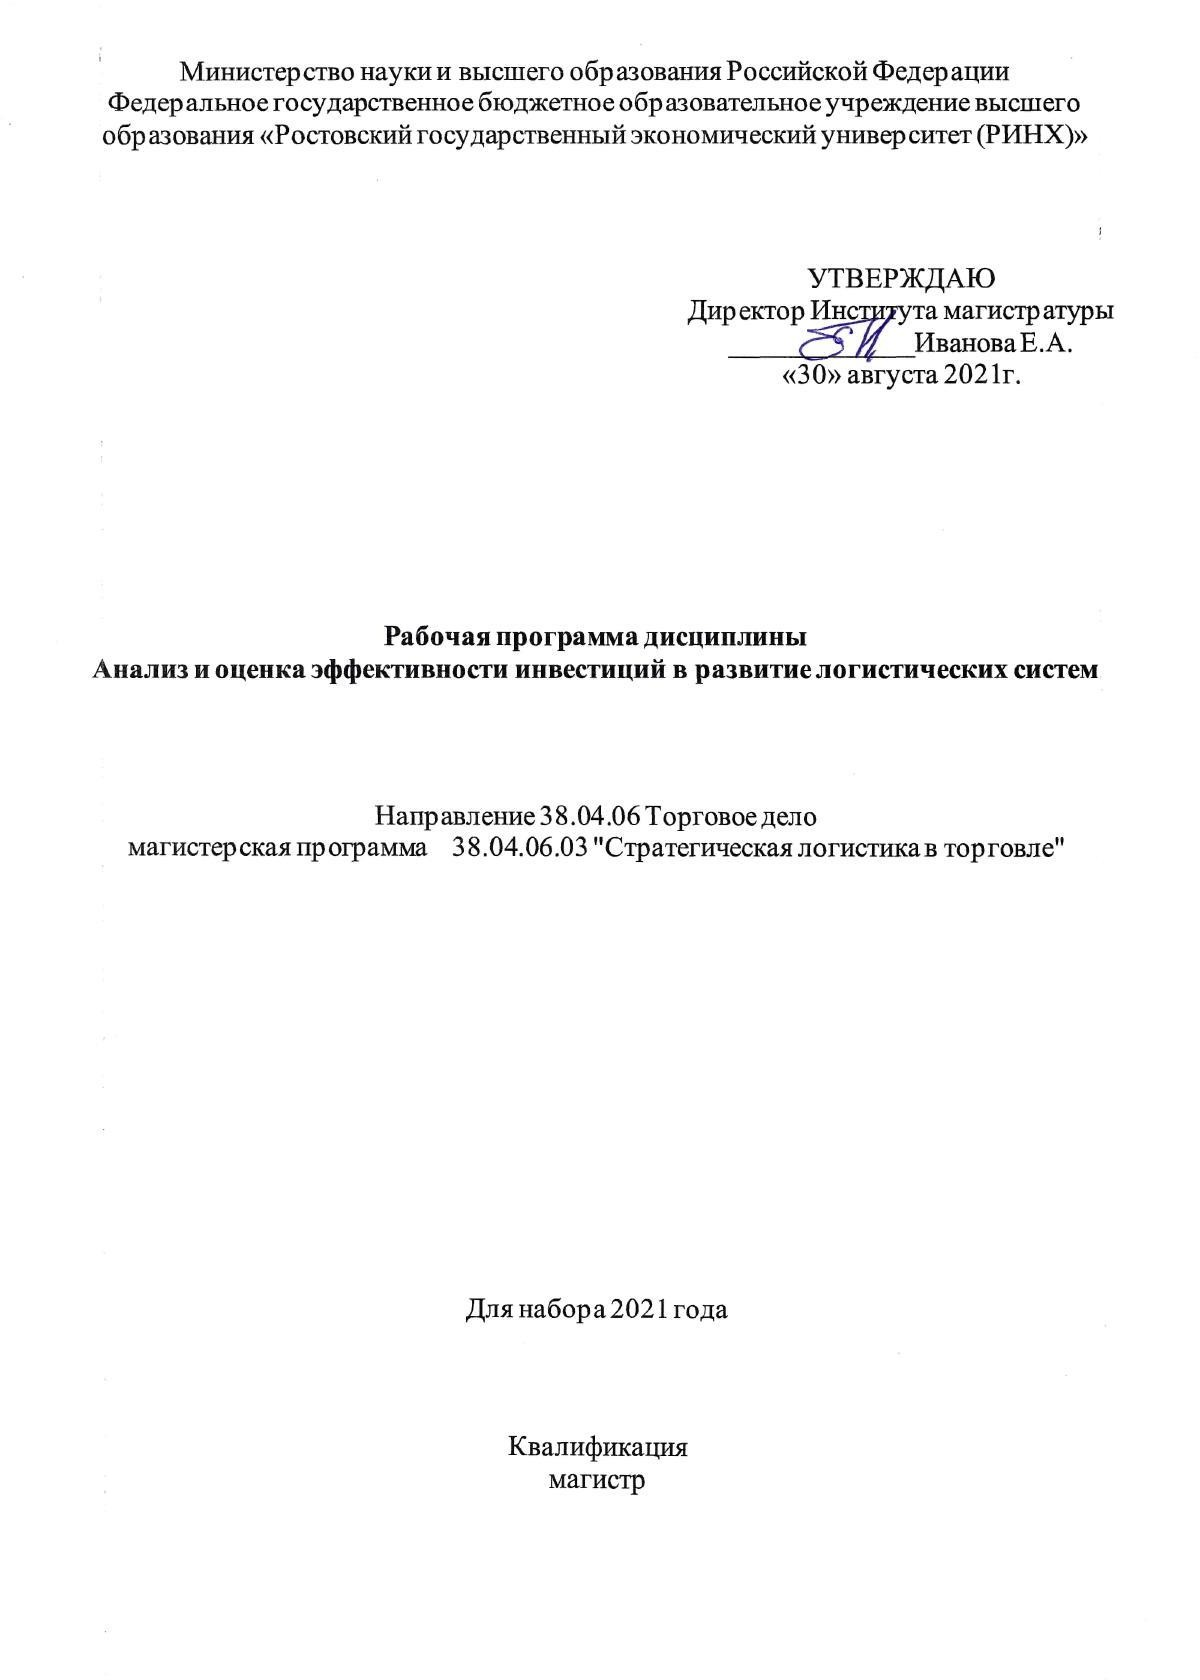 Министерство науки и высшего образования Российской Федерации
Федеральное государственное бюджетное образовательное учреждение высшего
образования «Ростовский государственный экономический университет (РИНХ)»
УТВЕРЖДАЮ
Директор Института магистратуры
Иванова Е.А.
«30» августа 2021г.
Рабочая программа дисциплины
Анализ и оценка эффективности инвестиций в развитие логистических систем
Направление 38.04.06 Торговое дело
магистерская программа 38.04.06.03 "Стратегическая логистика в торговле"
Для набора 2021 года
Квалификация
магистр